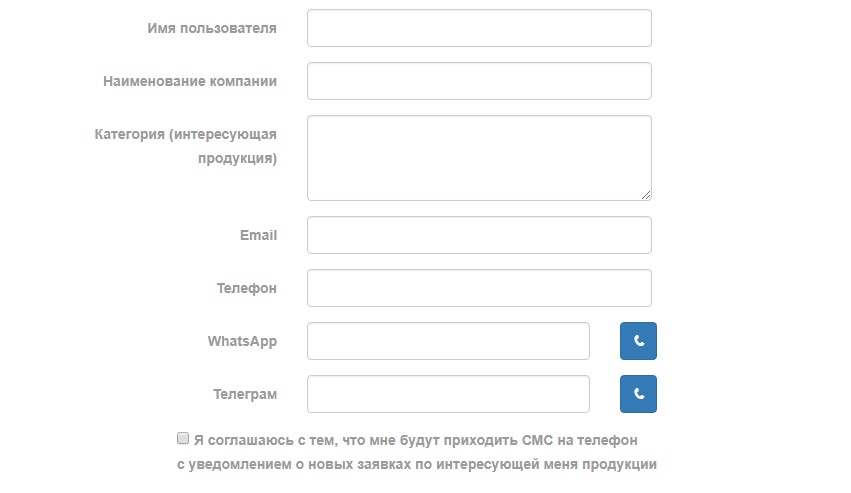 Имя пользователя
Наименование компании
Категория (интересующая
продукция)
Email
Телефон
WhatsApp
Телеграм
Я соглашаюсь с тем, что мне будут приходить СМС на телефон
с уведомлением о новых заявках по интересующей меня продукции